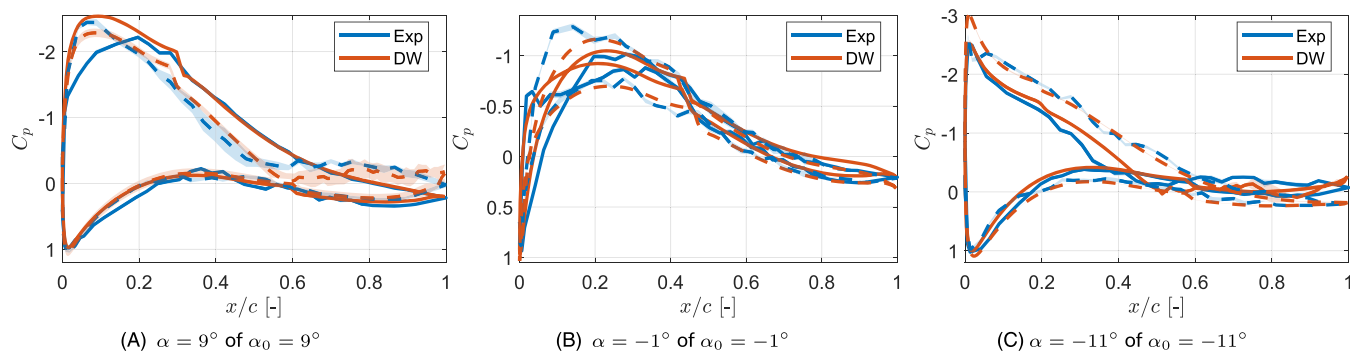 Exp
DW
-2
-1
0
1
C_p
0 0.2 0.4 0.6 0.8 1
x/c [-]
(A) α = 9° of α₀ = 9°
Exp
DW
-1
-0.5
0
0.5
1
C_p
0 0.2 0.4 0.6 0.8 1
x/c [-]
(B) α = −1° of α₀ = −1°
Exp
DW
-3
-2
-1
0
1
C_p
0 0.2 0.4 0.6 0.8 1
x/c [-]
(C) α = −11° of α₀ = −11°